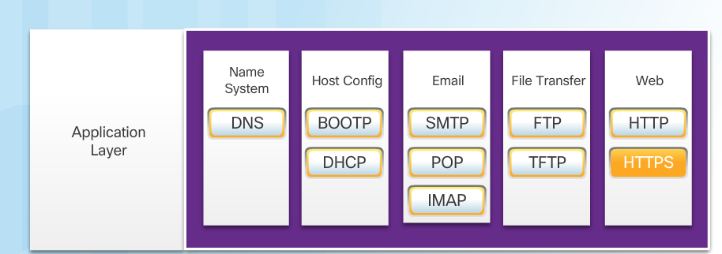 Application
Layer
Name
System
DNS
Host Config
BOOTP
DHCP
Email
SMTP
POP
IMAP
File Transfer
FTP
TFTP
Web
HTTP
HTTPS